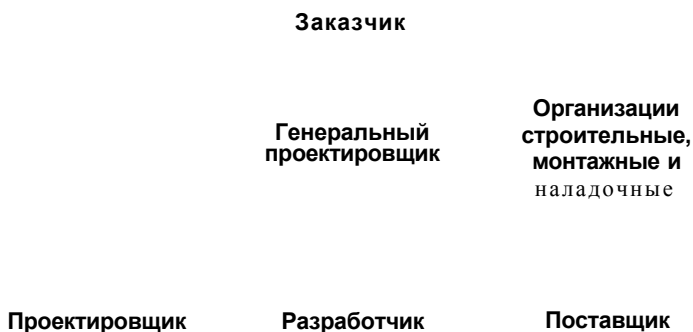 Заказчик
Генеральный
проектировщик
Организации
строительные,
монтажные и
наладочные
Проектировщик
Разработчик
Поставщик